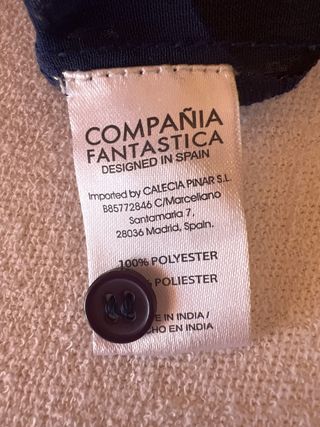 COMPAÑIA
FANTASTICA
DESIGNED IN SPAIN
Imported by CALECIA PINAR S.L.
B85772846 C/Marceliano
Santamaria 7,
28036 Madrid, Spain.
100% POLYESTER
POLIESTER
IN INDIA /
EN INDIA